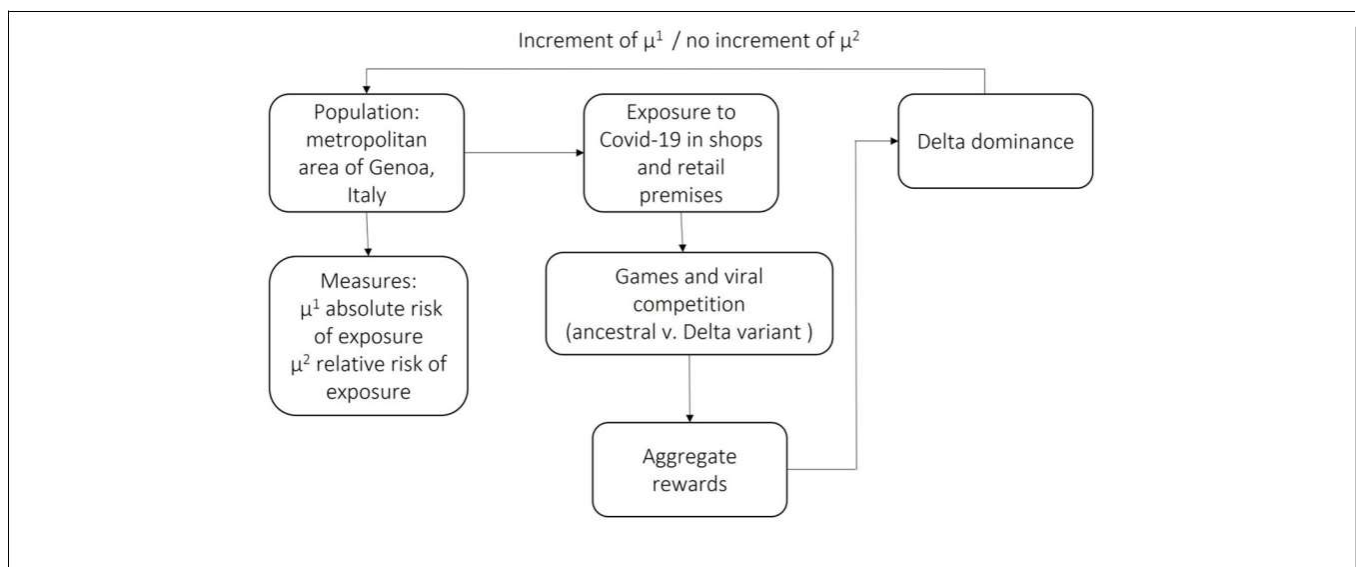 Increment of μ¹ / no increment of μ²
Population:
metropolitan
area of Genoa,
Italy
Exposure to
Covid-19 in shops
and retail
premises
Delta dominance
Measures:
μ¹ absolute risk
of exposure
μ² relative risk of
exposure
Games and viral
competition
(ancestral v. Delta variant )
Aggregate
rewards